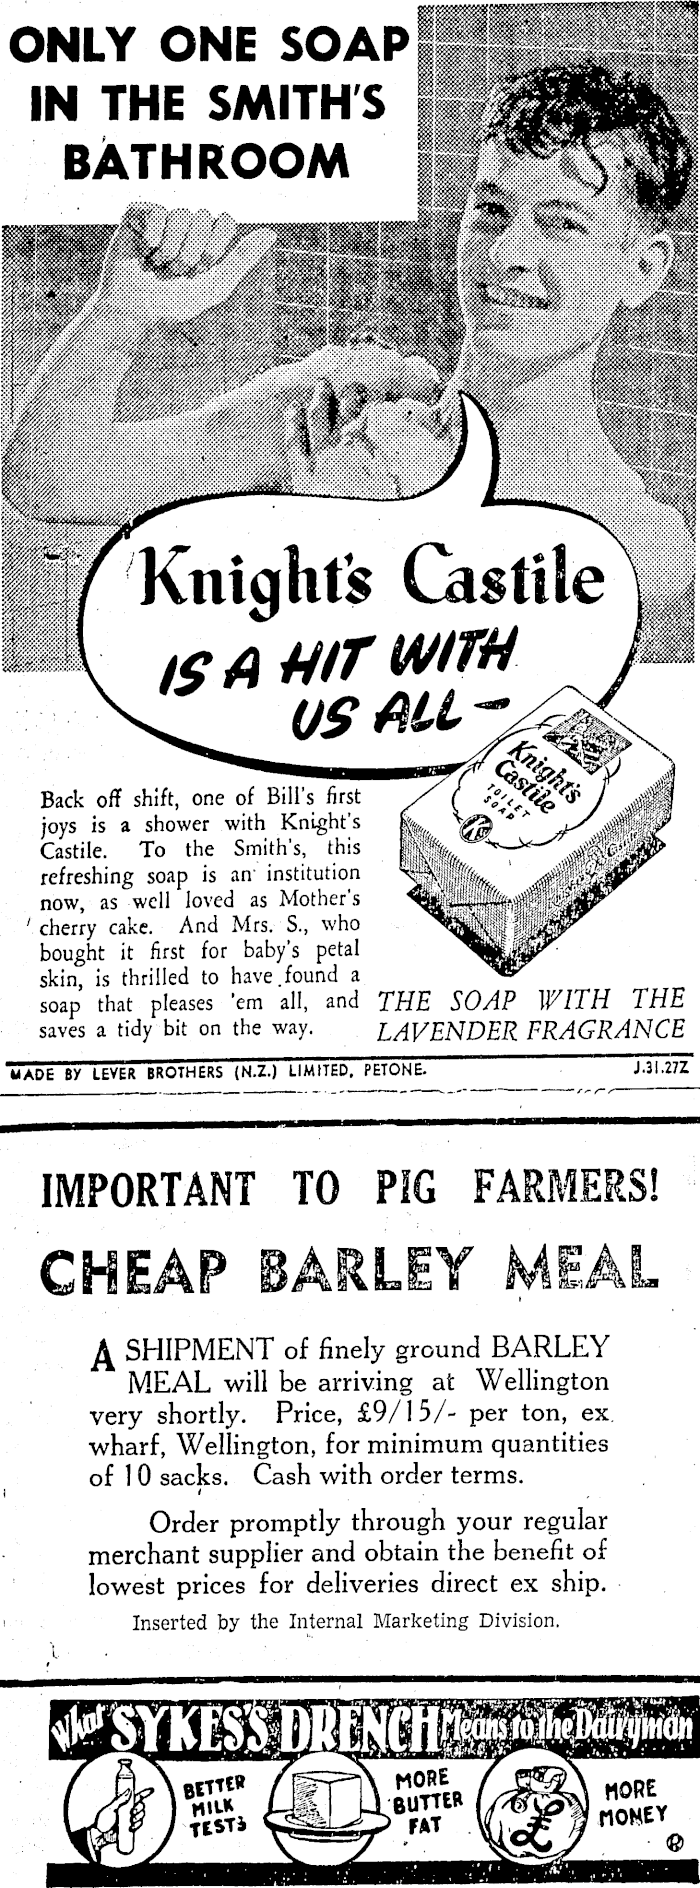 ONLY ONE SOAP
IN THE SMITH'S
BATHROOM
Knight's Castile
IS A HIT WITH
US ALL -
Knight's
Castile
TOILET
SOAP
Back off shift, one of Bill's first
joys is a shower with Knight's
Castile. To the Smith's, this
refreshing soap is an institution
now, as well loved as Mother's
cherry cake. And Mrs. S., who
bought it first for baby's petal
skin, is thrilled to have found a
soap that pleases 'em all, and
saves a tidy bit on the way.
THE SOAP WITH THE
LAVENDER FRAGRANCE
MADE BY LEVER BROTHERS (N.Z.) LIMITED, PETONE. J.31.27Z
IMPORTANT TO PIG FARMERS!
CHEAP BARLEY MEAL
A SHIPMENT of finely ground BARLEY
MEAL will be arriving at Wellington
very shortly. Price, £9/15/- per ton, ex
wharf, Wellington, for minimum quantities
of 10 sacks. Cash with order terms.
Order promptly through your regular
merchant supplier and obtain the benefit of
lowest prices for deliveries direct ex ship.
Inserted by the Internal Marketing Division.
What SYKES'S DRENCH Means to the Dairyman
BETTER
MILK
TESTS
MORE
BUTTER
FAT
£
MORE
MONEY